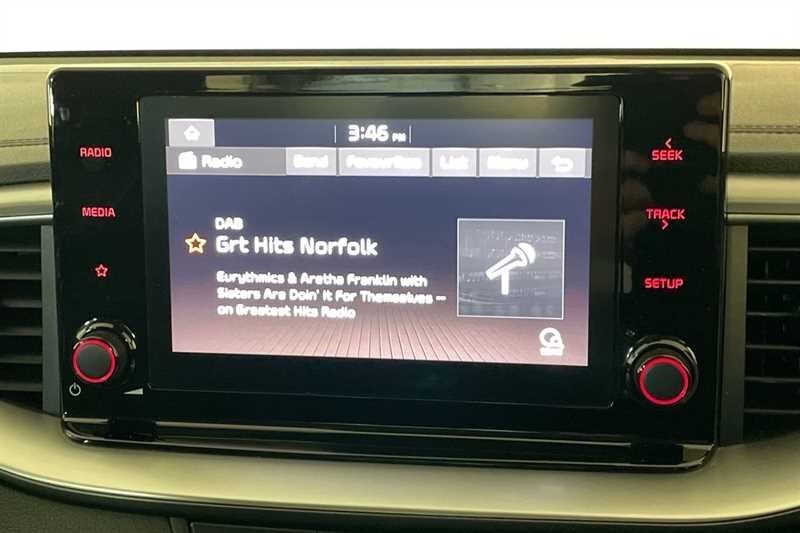 3:46 PM
Radio Band Favourites List Menu
DAB
Grt Hits Norfolk
Eurythmics & Aretha Franklin with
Sisters Are Doin' it For Themselves --
on Greatest Hits Radio
RADIO
MEDIA
SEEK
TRACK
SETUP